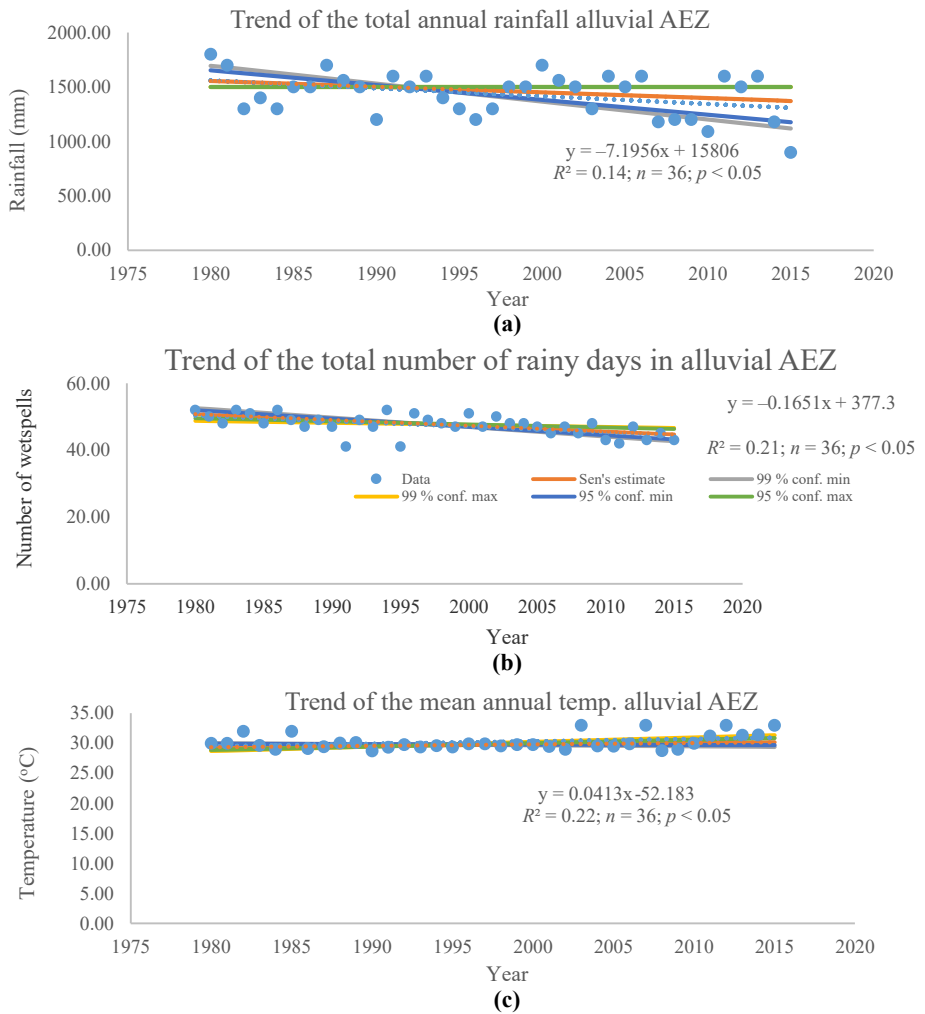 Trend of the total annual rainfall alluvial AEZ
2000.00
1500.00
1000.00
500.00
0.00
Rainfall (mm)
y = –7.1956x + 15806
R² = 0.14; n = 36; p < 0.05
1975 1980 1985 1990 1995 2000 2005 2010 2015 2020
Year
(a)
Trend of the total number of rainy days in alluvial AEZ
60.00
40.00
20.00
0.00
Number of wetspells
y = –0.1651x + 377.3
R² = 0.21; n = 36; p < 0.05
Data Sen's estimate 99 % conf. min
99 % conf. max 95 % conf. min 95 % conf. max
1975 1980 1985 1990 1995 2000 2005 2010 2015 2020
Year
(b)
Trend of the mean annual temp. alluvial AEZ
35.00
30.00
25.00
20.00
15.00
10.00
5.00
0.00
Temperature (°C)
y = 0.0413x-52.183
R² = 0.22; n = 36; p < 0.05
1975 1980 1985 1990 1995 2000 2005 2010 2015 2020
Year
(c)